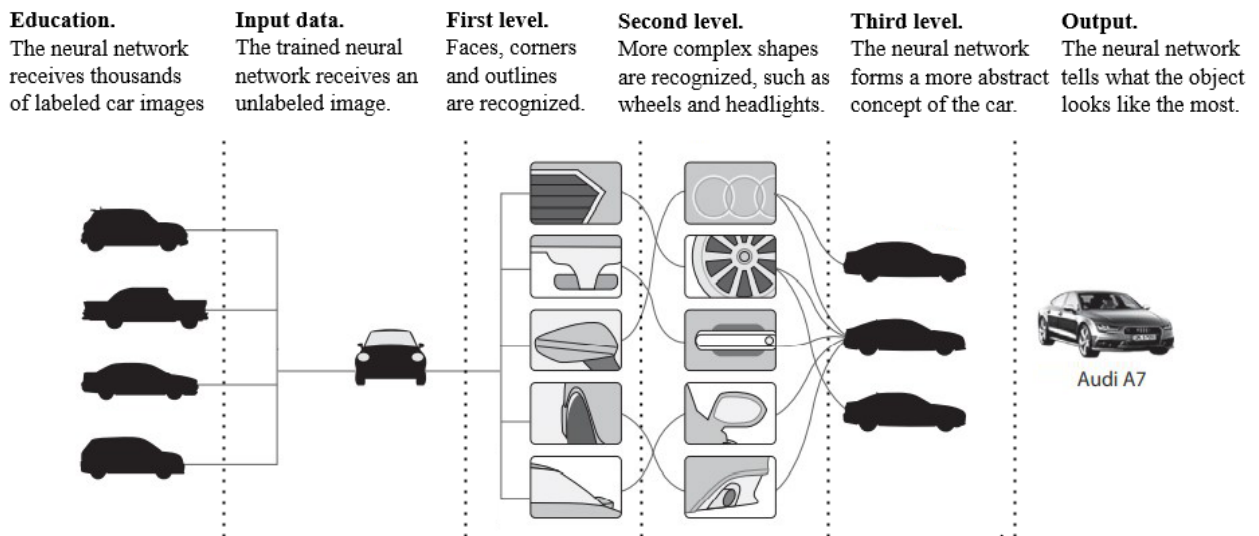 Education.
The neural network
receives thousands
of labeled car images
Input data.
The trained neural
network receives an
unlabeled image.
First level.
Faces, corners
and outlines
are recognized.
Second level.
More complex shapes
are recognized, such as
wheels and headlights.
Third level.
The neural network
forms a more abstract
concept of the car.
Output.
The neural network
tells what the object
looks like the most.
Audi A7